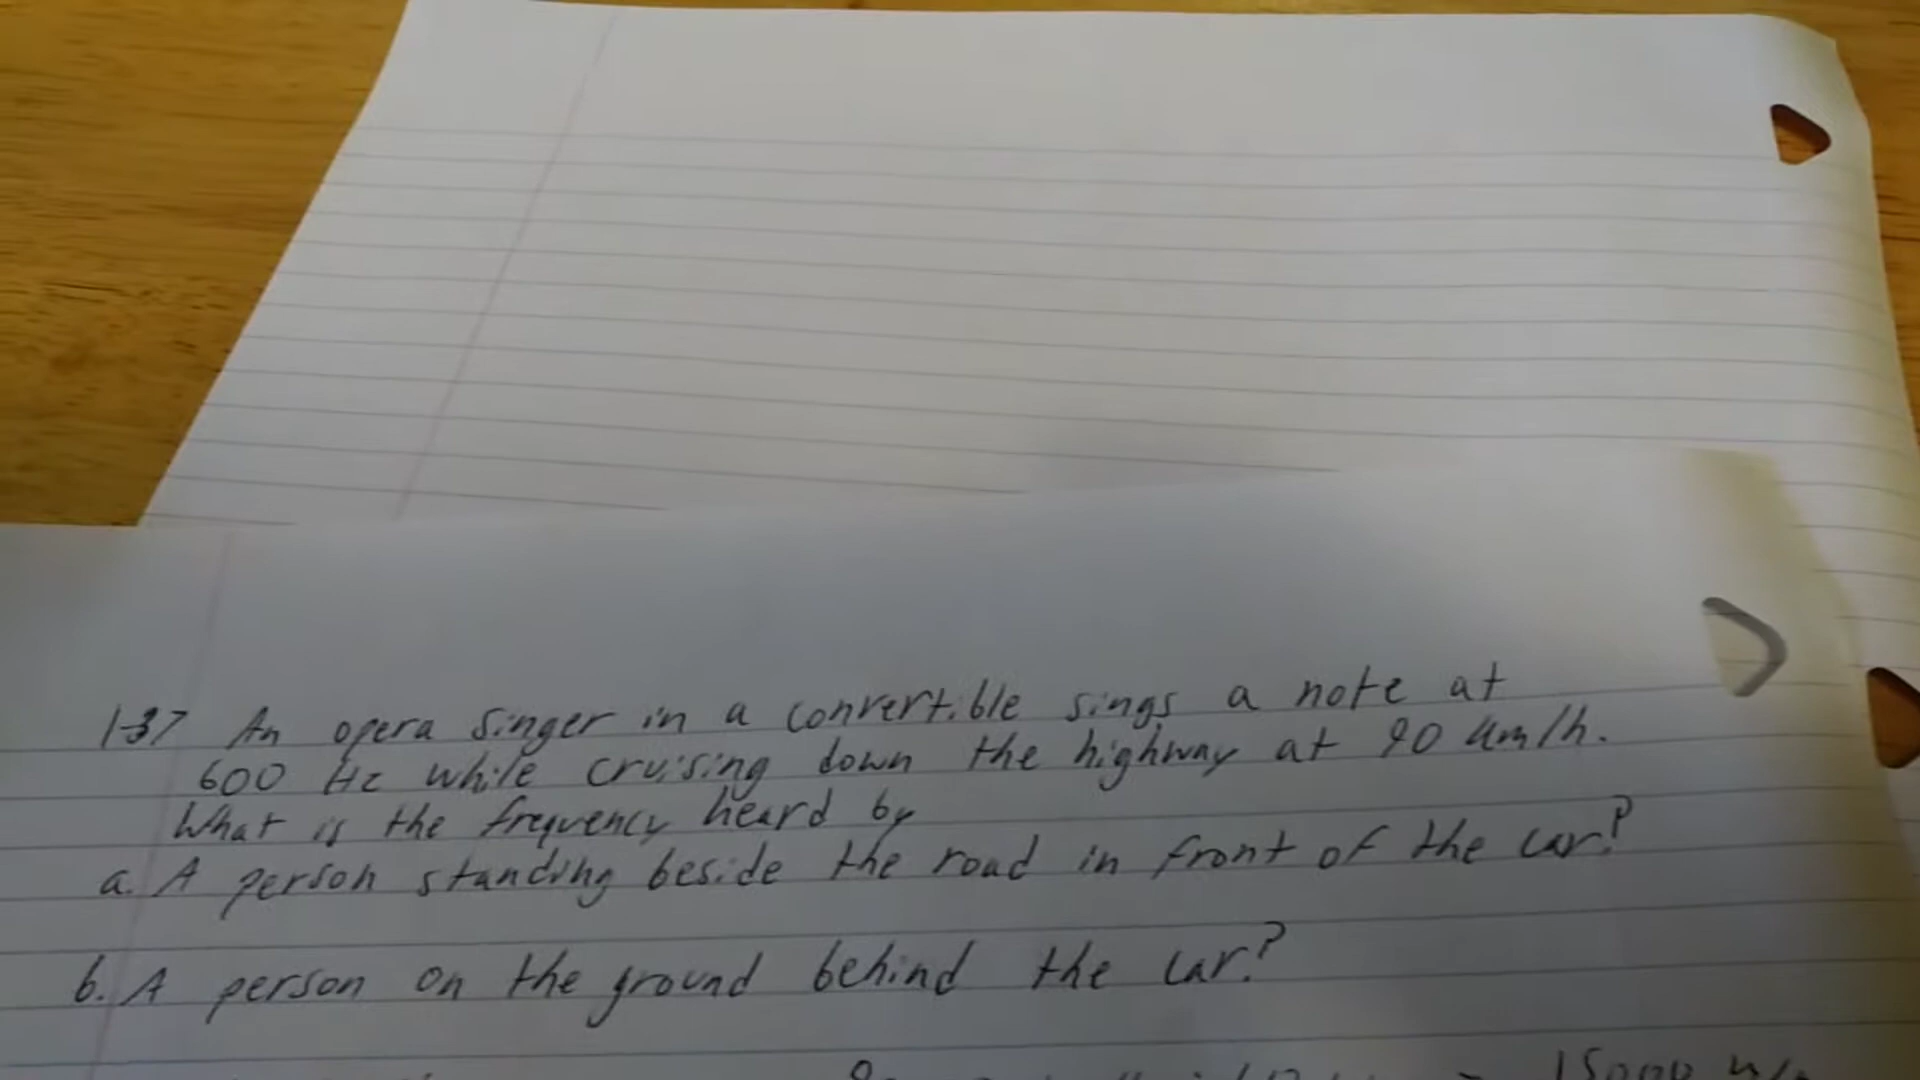 137 An opera singer in a convertible sings a note at
600 Hz while cruising down the highway at 90 km/h.
What is the frequency heard by
a. A person standing beside the road in front of the car?
b. A person on the ground behind the car?